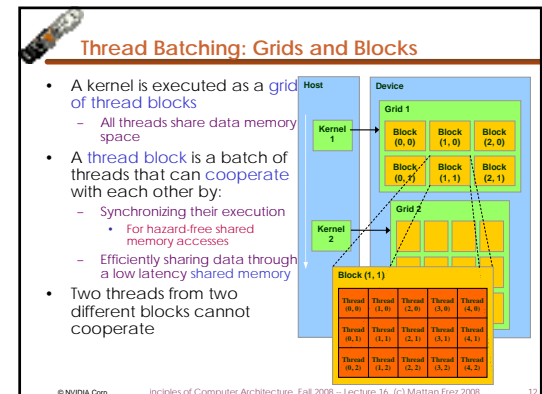 Thread Batching: Grids and Blocks
• A kernel is executed as a grid
of thread blocks
– All threads share data memory
space
• A thread block is a batch of
threads that can cooperate
with each other by:
– Synchronizing their execution
• For hazard-free shared
memory accesses
– Efficiently sharing data through
a low latency shared memory
• Two threads from two
different blocks cannot
cooperate
Host
Device
Grid 1
Kernel
1
Block
(0, 0)
Block
(1, 0)
Block
(2, 0)
Block
(0, 1)
Block
(1, 1)
Block
(2, 1)
Grid 2
Kernel
2
Block (1, 1)
Thread
(0, 0)
Thread
(1, 0)
Thread
(2, 0)
Thread
(3, 0)
Thread
(4, 0)
Thread
(0, 1)
Thread
(1, 1)
Thread
(2, 1)
Thread
(3, 1)
Thread
(4, 1)
Thread
(0, 2)
Thread
(1, 2)
Thread
(2, 2)
Thread
(3, 2)
Thread
(4, 2)
© NVIDIA Corp.
inciples of Computer Architecture, Fall 2008 -- Lecture 16 (c) Mattan Erez 2008
12